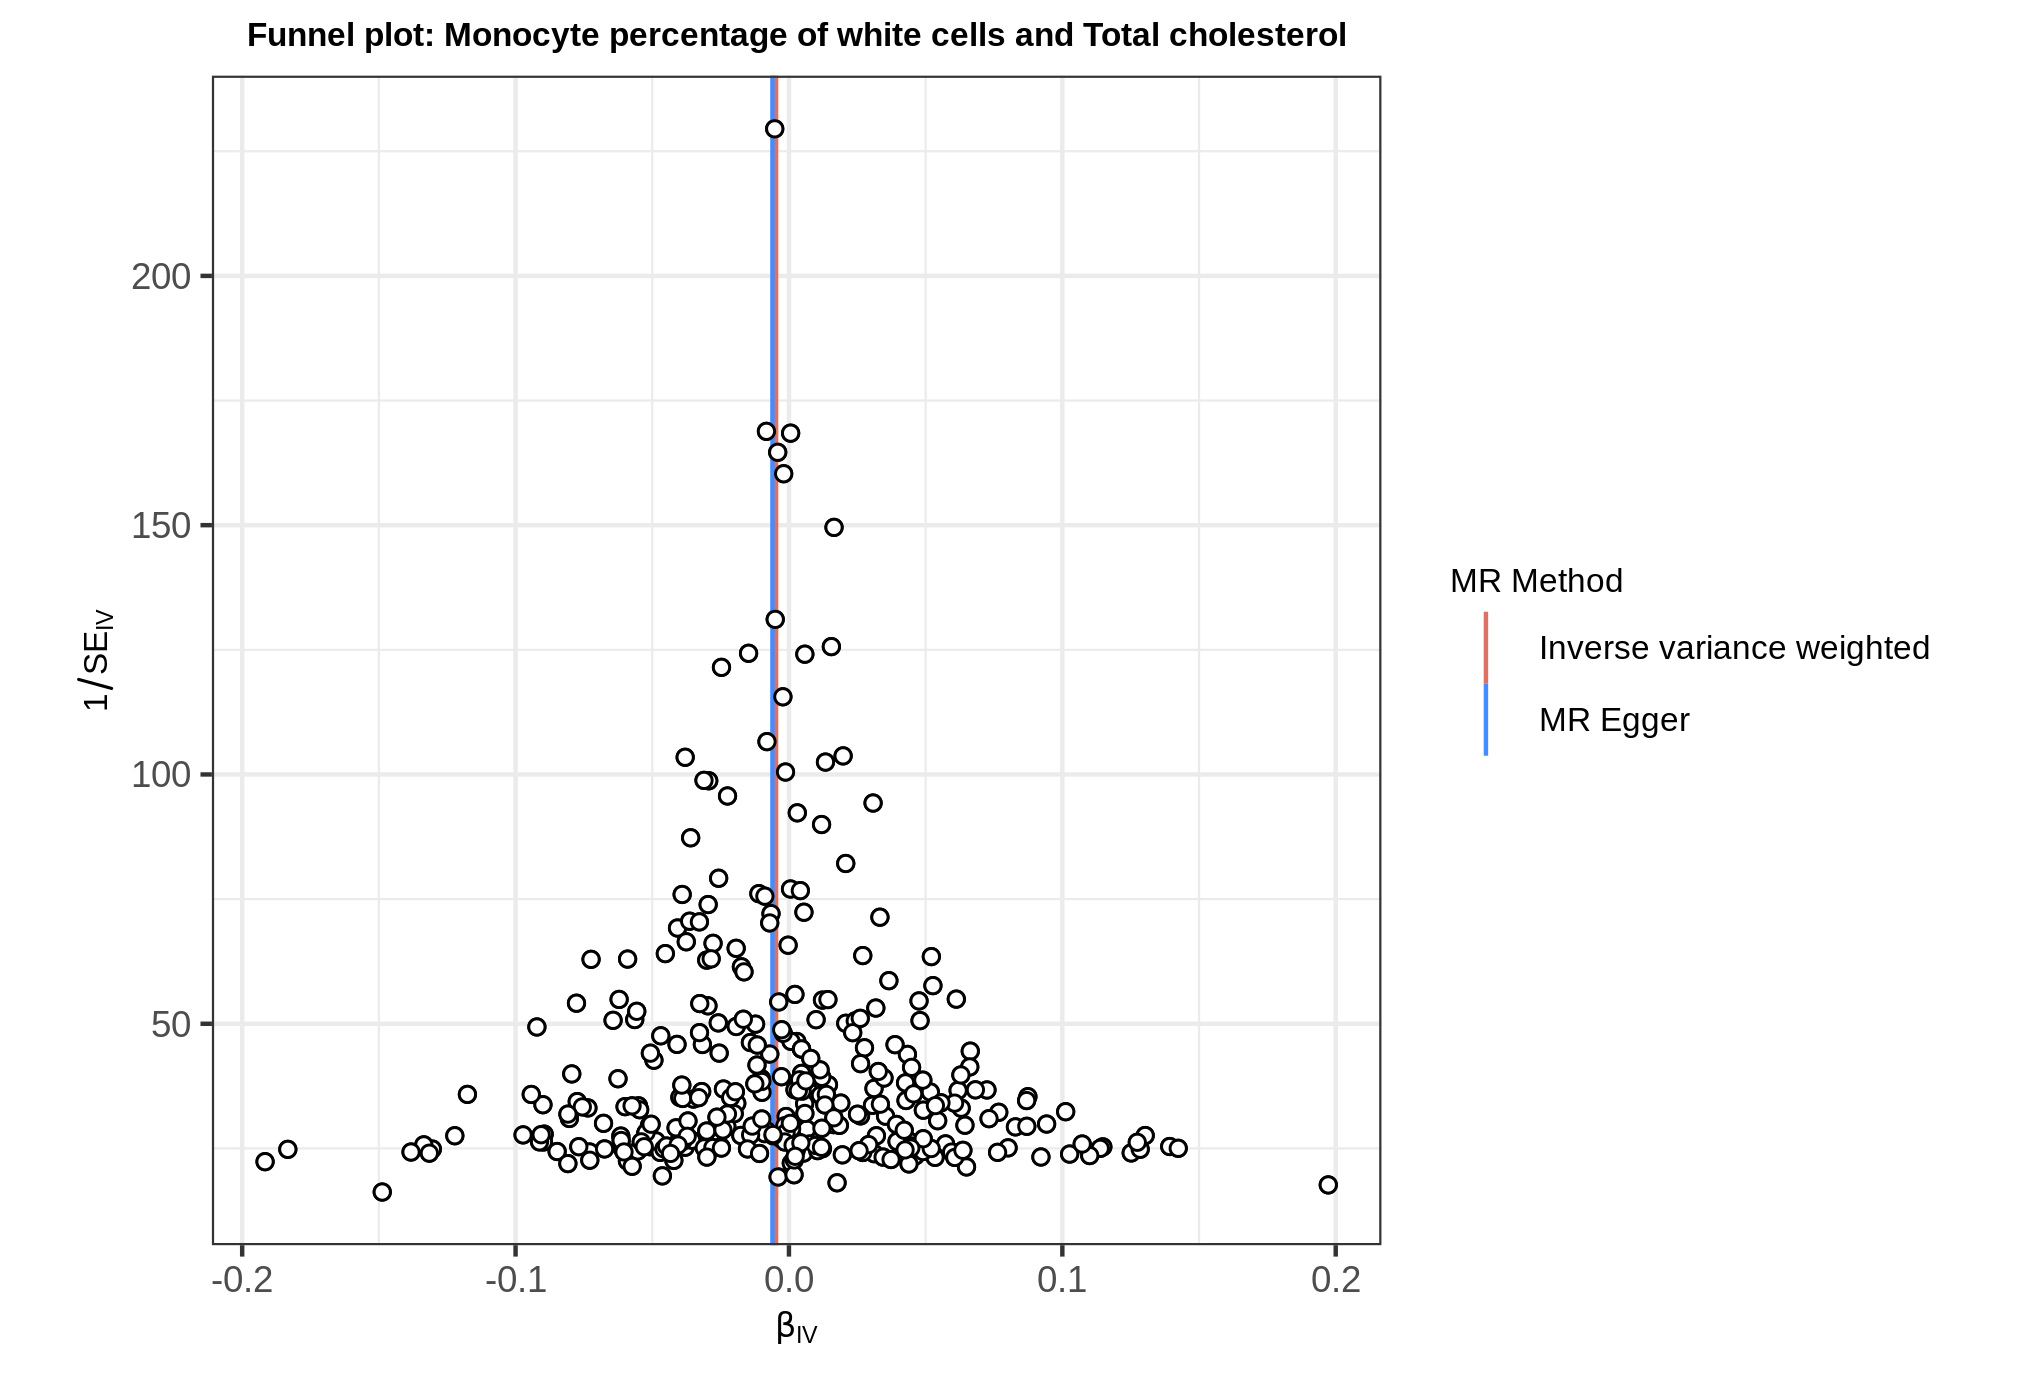 Funnel plot: Monocyte percentage of white cells and Total cholesterol
200
150
100
50
1/SE_IV
-0.2 -0.1 0.0 0.1 0.2
β_IV
MR Method
Inverse variance weighted
MR Egger